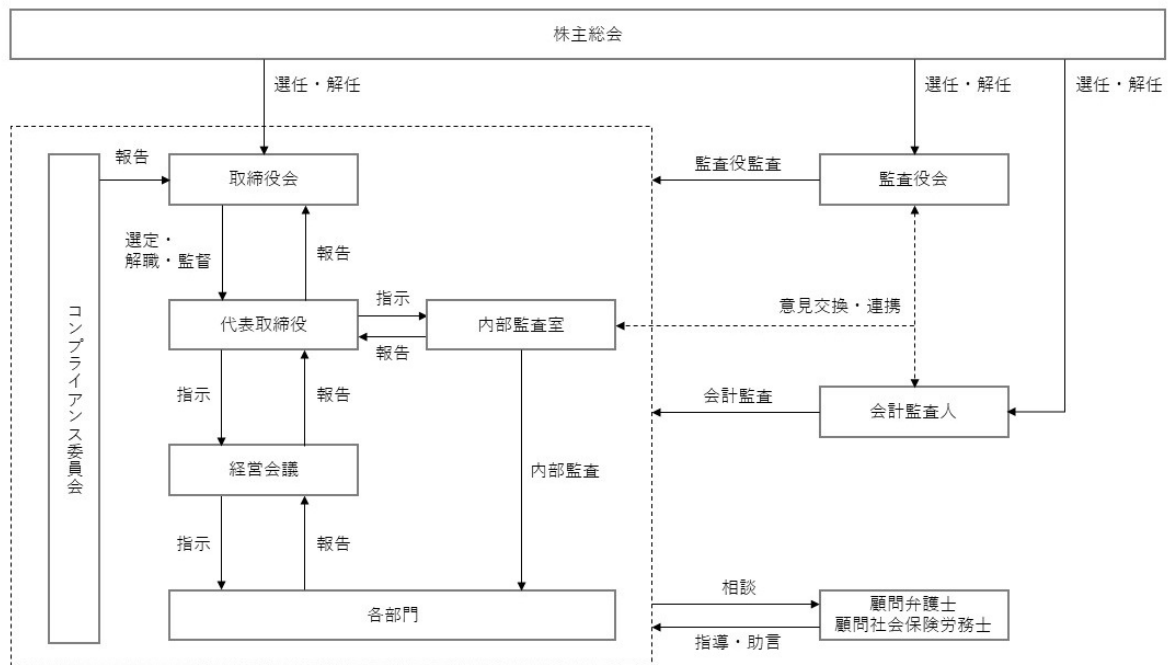 株主総会
選任・解任
選任・解任
選任・解任
報告
取締役会
監査役監査
監査役会
選定・
解職・監督
報告
コンプライアンス委員会
代表取締役
指示
報告
内部監査室
意見交換・連携
指示
報告
会計監査
会計監査人
経営会議
内部監査
指示
報告
各部門
相談
指導・助言
顧問弁護士
顧問社会保険労務士